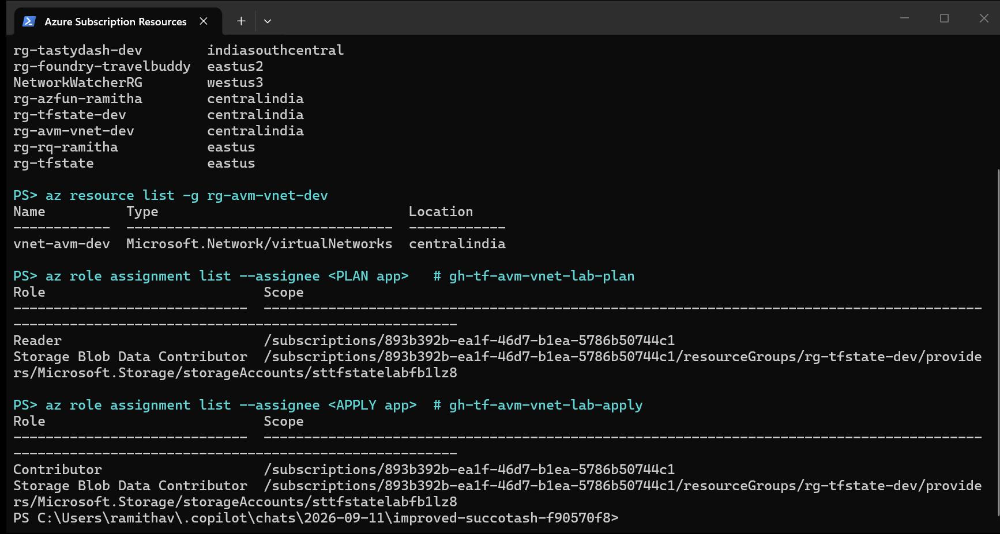 Azure Subscription Resources
rg-tastydash-dev indiasouthcentral
rg-foundry-travelbuddy eastus2
NetworkWatcherRG westus3
rg-azfun-ramitha centralindia
rg-tfstate-dev centralindia
rg-avm-vnet-dev centralindia
rg-rq-ramitha eastus
rg-tfstate eastus
PS> az resource list -g rg-avm-vnet-dev
Name Type Location
------------ --------------------------------- ------------
vnet-avm-dev Microsoft.Network/virtualNetworks centralindia
PS> az role assignment list --assignee <PLAN app> # gh-tf-avm-vnet-lab-plan
Role Scope
----------------------------- -----------------------------------------------------------------------------------------
-------------------------------------------------------
Reader /subscriptions/893b392b-ea1f-46d7-b1ea-5786b50744c1
Storage Blob Data Contributor /subscriptions/893b392b-ea1f-46d7-b1ea-5786b50744c1/resourceGroups/rg-tfstate-dev/provide
rs/Microsoft.Storage/storageAccounts/sttfstatelabfb1lz8
PS> az role assignment list --assignee <APPLY app> # gh-tf-avm-vnet-lab-apply
Role Scope
----------------------------- -----------------------------------------------------------------------------------------
-------------------------------------------------------
Contributor /subscriptions/893b392b-ea1f-46d7-b1ea-5786b50744c1
Storage Blob Data Contributor /subscriptions/893b392b-ea1f-46d7-b1ea-5786b50744c1/resourceGroups/rg-tfstate-dev/provide
rs/Microsoft.Storage/storageAccounts/sttfstatelabfb1lz8
PS C:\Users\ramithav\.copilot\chats\2026-09-11\improved-succotash-f90570f8>